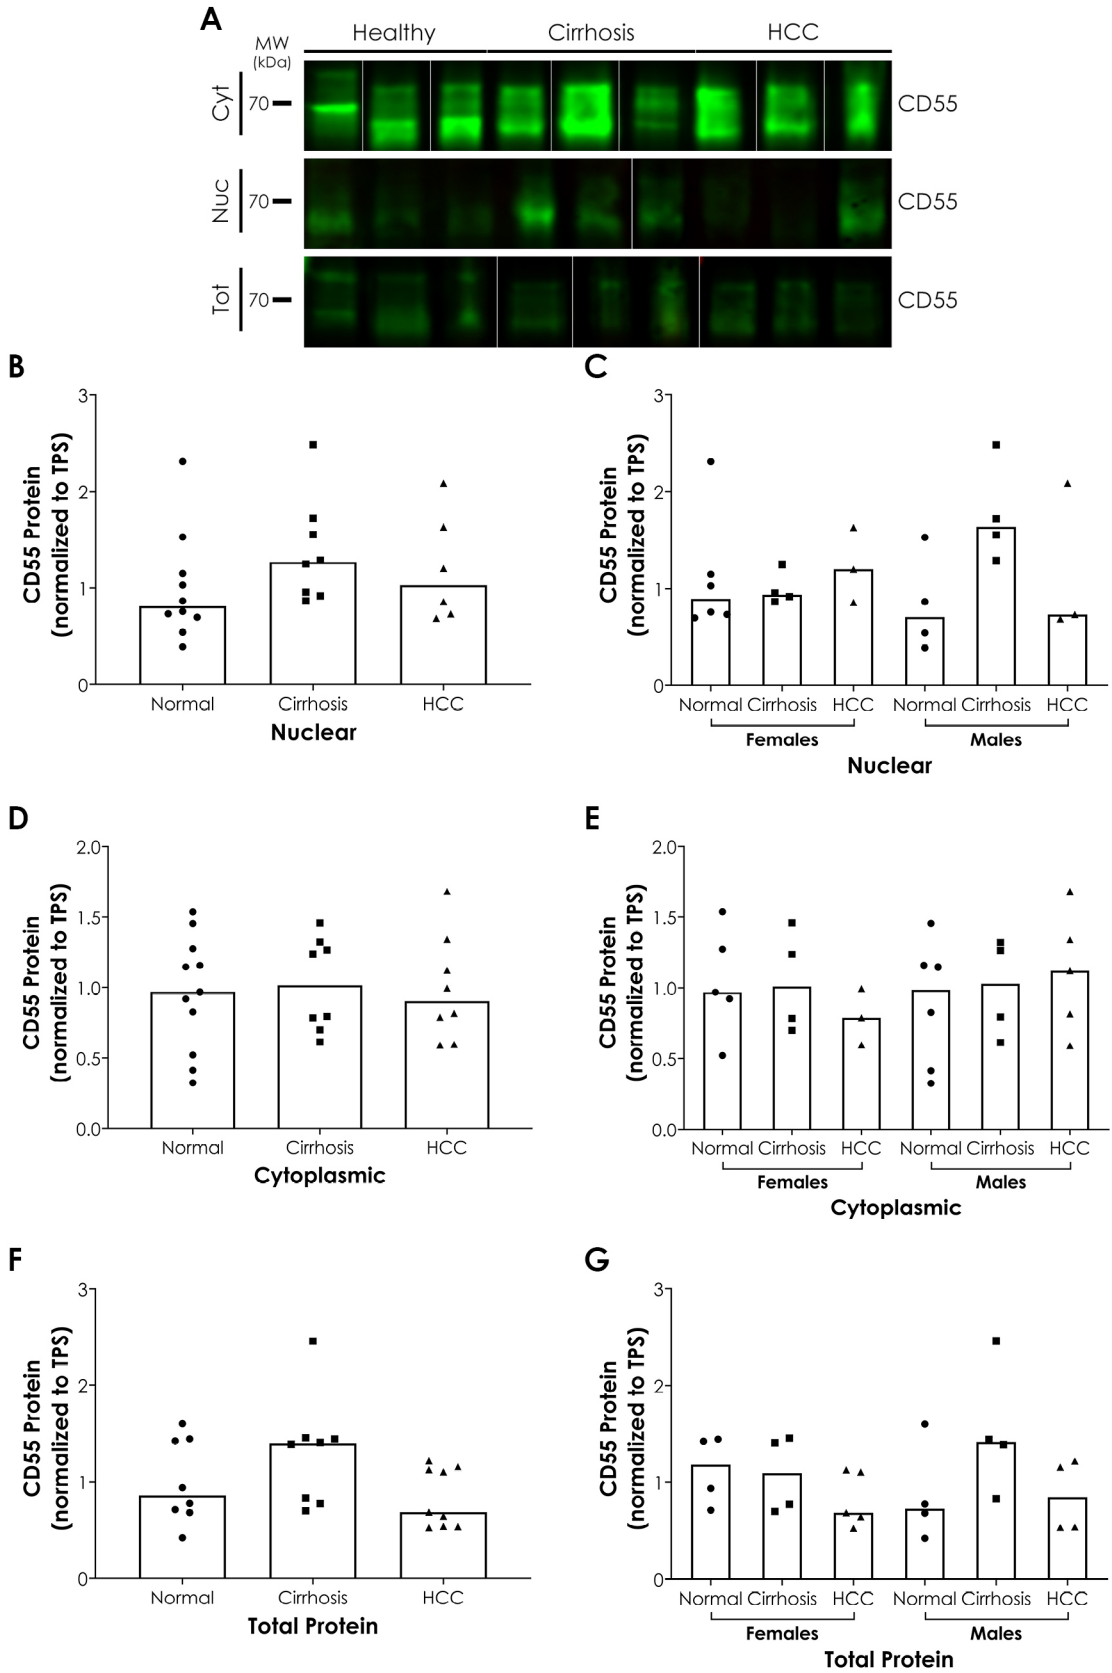 A
Healthy Cirrhosis HCC
MW
(kDa)
Cyt 70 CD55
Nuc 70 CD55
Tot 70 CD55
B
CD55 Protein
(normalized to TPS)
3
2
1
0
Normal Cirrhosis HCC
Nuclear
C
CD55 Protein
(normalized to TPS)
3
2
1
0
Normal Cirrhosis HCC Normal Cirrhosis HCC
Females Males
Nuclear
D
CD55 Protein
(normalized to TPS)
2.0
1.5
1.0
0.5
0.0
Normal Cirrhosis HCC
Cytoplasmic
E
CD55 Protein
(normalized to TPS)
2.0
1.5
1.0
0.5
0.0
Normal Cirrhosis HCC Normal Cirrhosis HCC
Females Males
Cytoplasmic
F
CD55 Protein
(normalized to TPS)
3
2
1
0
Normal Cirrhosis HCC
Total Protein
G
CD55 Protein
(normalized to TPS)
3
2
1
0
Normal Cirrhosis HCC Normal Cirrhosis HCC
Females Males
Total Protein